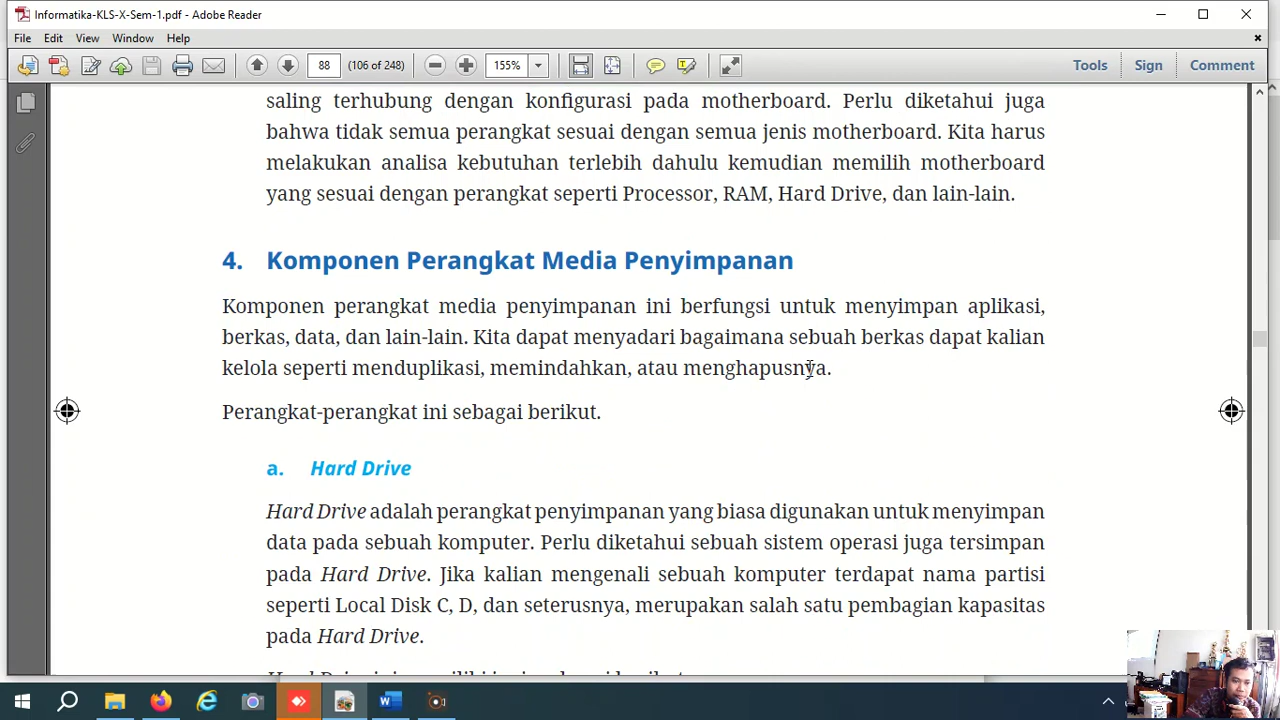 Informatika-KLS-X-Sem-1.pdf - Adobe Reader
File Edit View Window Help
88 (106 of 248) 155% Tools Sign Comment
saling terhubung dengan konfigurasi pada motherboard. Perlu diketahui juga
bahwa tidak semua perangkat sesuai dengan semua jenis motherboard. Kita harus
melakukan analisa kebutuhan terlebih dahulu kemudian memilih motherboard
yang sesuai dengan perangkat seperti Processor, RAM, Hard Drive, dan lain-lain.
4. Komponen Perangkat Media Penyimpanan
Komponen perangkat media penyimpanan ini berfungsi untuk menyimpan aplikasi,
berkas, data, dan lain-lain. Kita dapat menyadari bagaimana sebuah berkas dapat kalian
kelola seperti menduplikasi, memindahkan, atau menghapusnya.
Perangkat-perangkat ini sebagai berikut.
a. Hard Drive
Hard Drive adalah perangkat penyimpanan yang biasa digunakan untuk menyimpan
data pada sebuah komputer. Perlu diketahui sebuah sistem operasi juga tersimpan
pada Hard Drive. Jika kalian mengenali sebuah komputer terdapat nama partisi
seperti Local Disk C, D, dan seterusnya, merupakan salah satu pembagian kapasitas
pada Hard Drive.